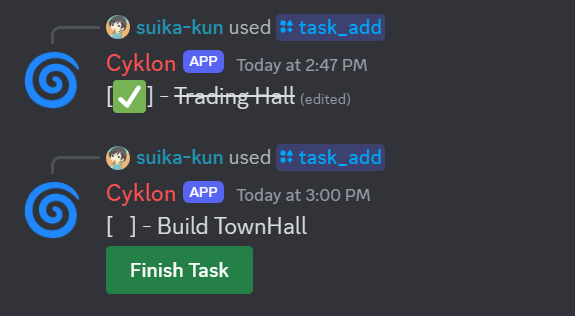 suika-kun used task_add
Cyklon APP Today at 2:47 PM
[✅] - Trading Hall (edited)
suika-kun used task_add
Cyklon APP Today at 3:00 PM
[ ] - Build TownHall
Finish Task